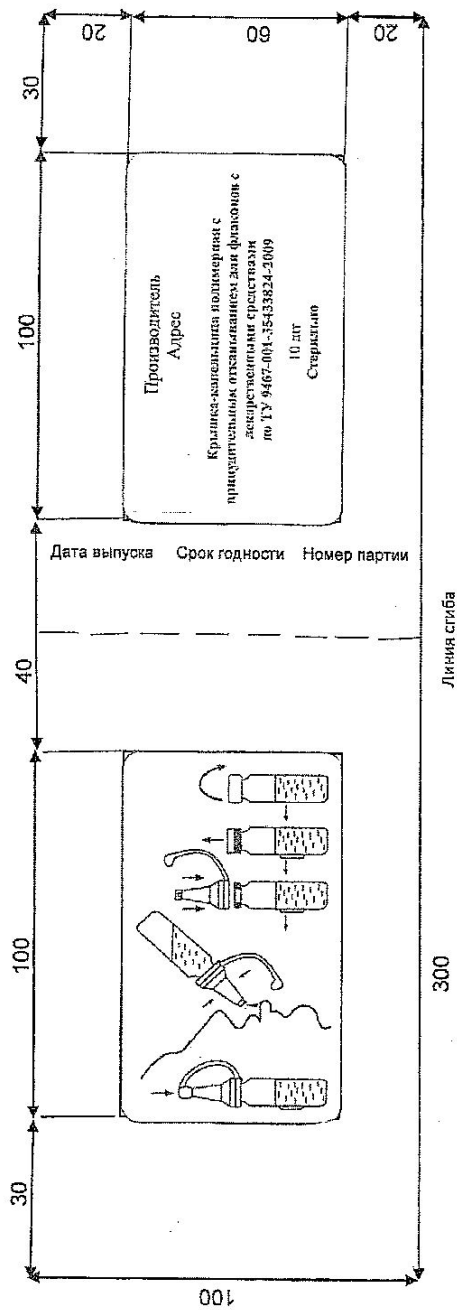 30
100
40
100
30
20
60
20
Производитель
Адрес
Крышка-капельница полимерная с
принудительным открыванием для флаконов с
лекарственными средствами
по ТУ 9467-001-35433824-2009
10 шт
Стерильно
Дата выпуска
Срок годности
Номер партии
Линия сгиба
300
100